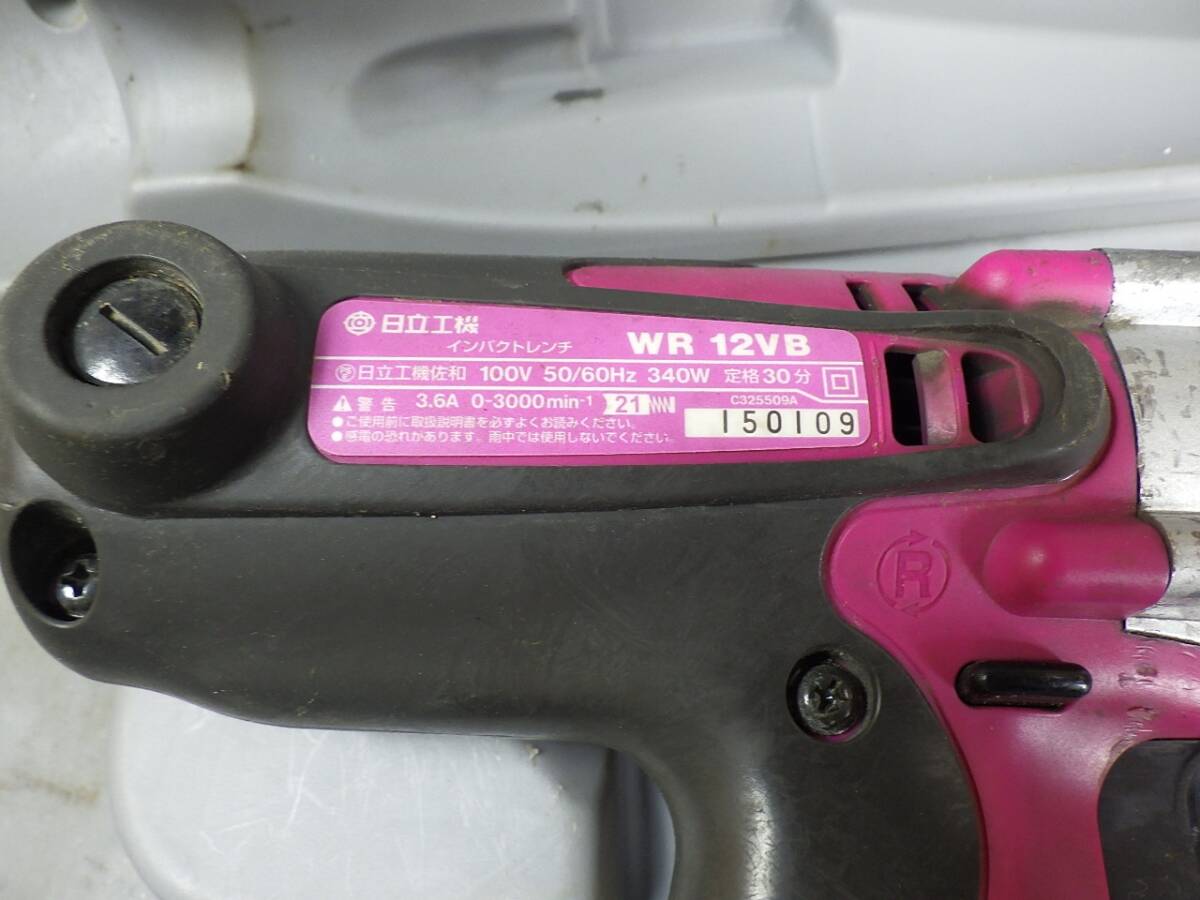 日立工機
インパクトレンチ WR 12VB
日立工機佐和 100V 50/60Hz 340W 定格30分
警告 3.6A 0-3000min-1 21 C325509A
●ご使用前に取扱説明書を必ずよくお読みください。
●感電の恐れがあります。雨中では使用しないでください。
150109
R